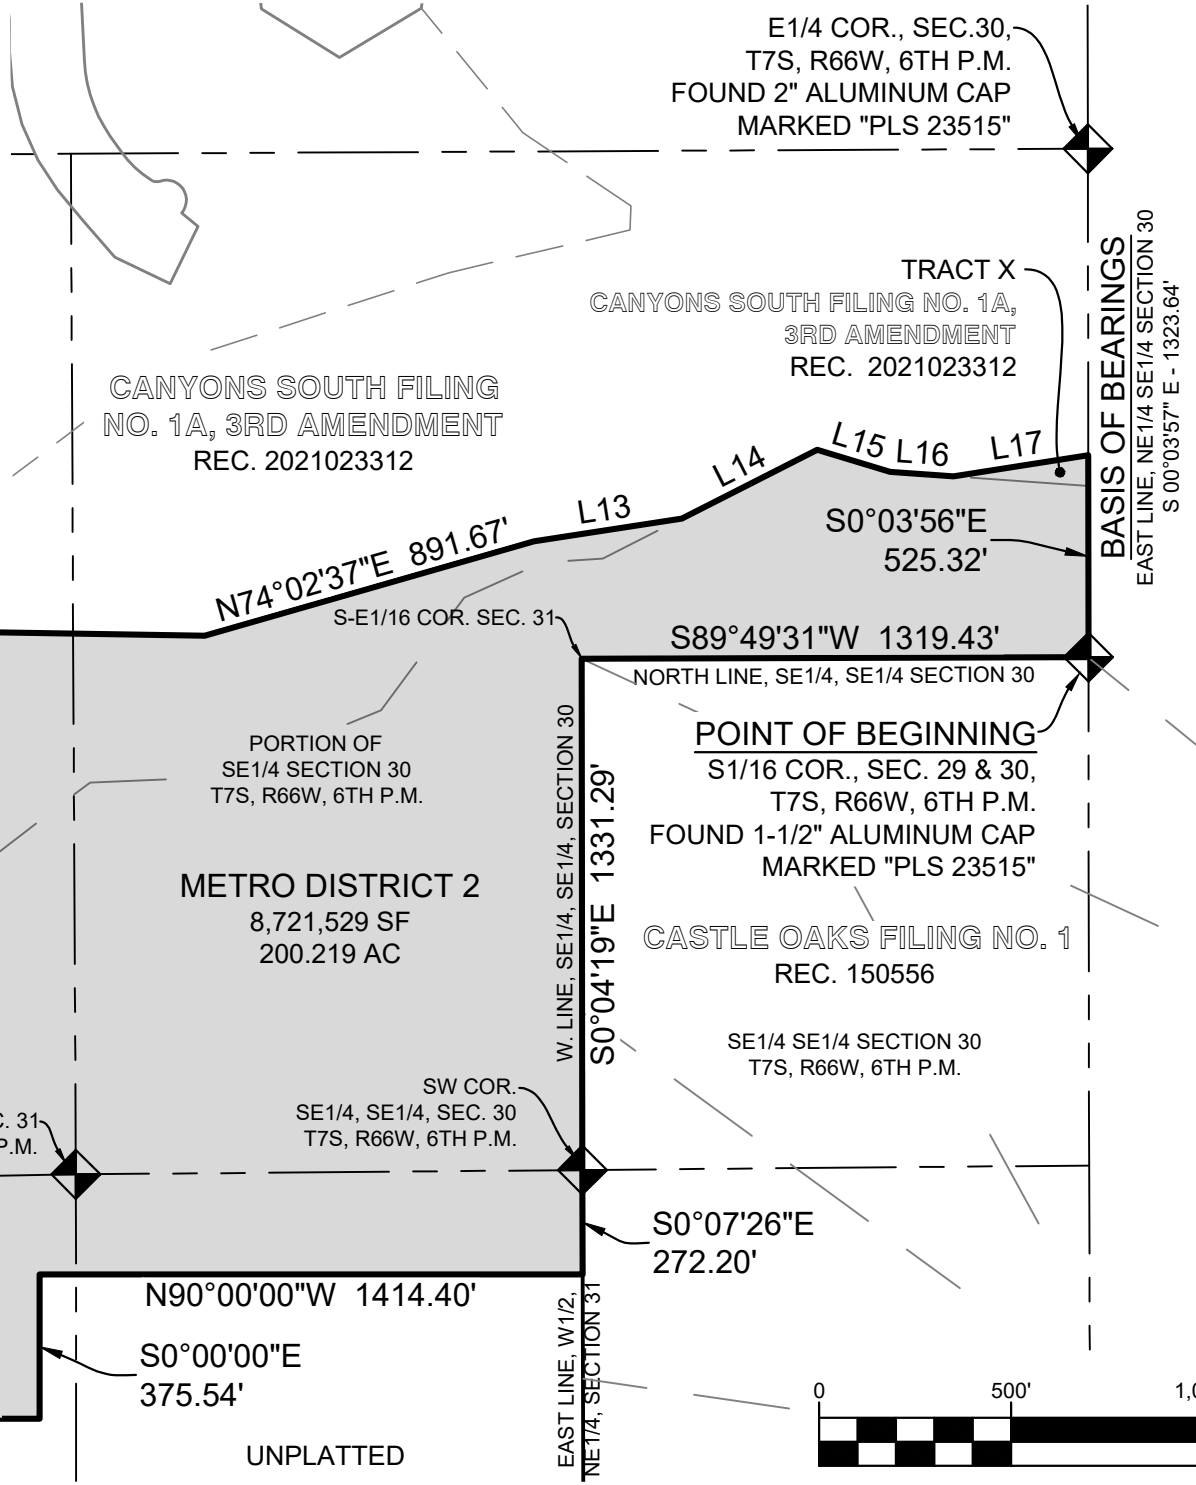 E1/4 COR., SEC.30,
T7S, R66W, 6TH P.M.
FOUND 2" ALUMINUM CAP
MARKED "PLS 23515"
TRACT X
CANYONS SOUTH FILING NO. 1A,
3RD AMENDMENT
REC. 2021023312
BASIS OF BEARINGS
EAST LINE, NE1/4 SE1/4 SECTION 30
S 00°03'57" E - 1323.64'
CANYONS SOUTH FILING
NO. 1A, 3RD AMENDMENT
REC. 2021023312
L13
L14
L15
L16
L17
N74°02'37"E 891.67'
S0°03'56"E
525.32'
S-E1/16 COR. SEC. 31
S89°49'31"W 1319.43'
NORTH LINE, SE1/4, SE1/4 SECTION 30
POINT OF BEGINNING
S1/16 COR., SEC. 29 & 30,
T7S, R66W, 6TH P.M.
FOUND 1-1/2" ALUMINUM CAP
MARKED "PLS 23515"
PORTION OF
SE1/4 SECTION 30
T7S, R66W, 6TH P.M.
METRO DISTRICT 2
8,721,529 SF
200.219 AC
W. LINE, SE1/4, SE1/4, SECTION 30
S0°04'19"E 1331.29'
CASTLE OAKS FILING NO. 1
REC. 150556
SE1/4 SE1/4 SECTION 30
T7S, R66W, 6TH P.M.
SW COR.
SE1/4, SE1/4, SEC. 30
T7S, R66W, 6TH P.M.
C. 31
P.M.
S0°07'26"E
272.20'
N90°00'00"W 1414.40'
S0°00'00"E
375.54'
EAST LINE, W1/2,
NE1/4, SECTION 31
UNPLATTED
0 500' 1,0